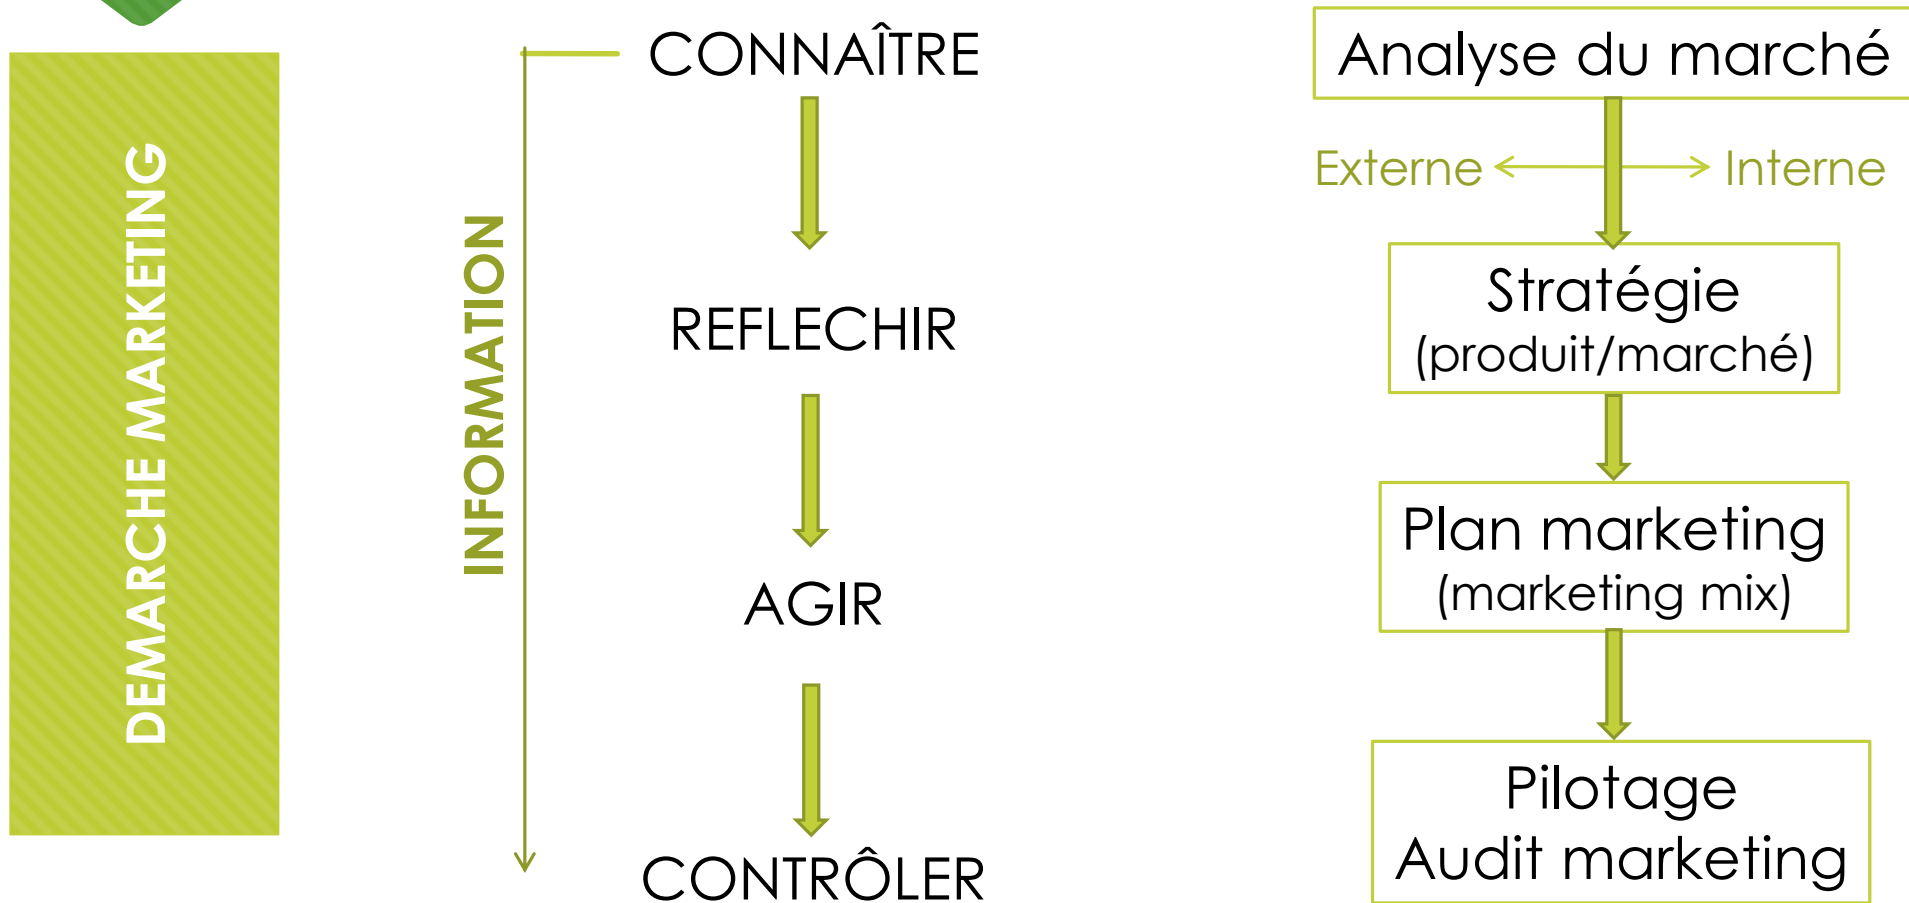 DEMARCHE MARKETING
INFORMATION
CONNAÎTRE
REFLECHIR
AGIR
CONTRÔLER
Analyse du marché
Externe
Interne
Stratégie
(produit/marché)
Plan marketing
(marketing mix)
Pilotage
Audit marketing